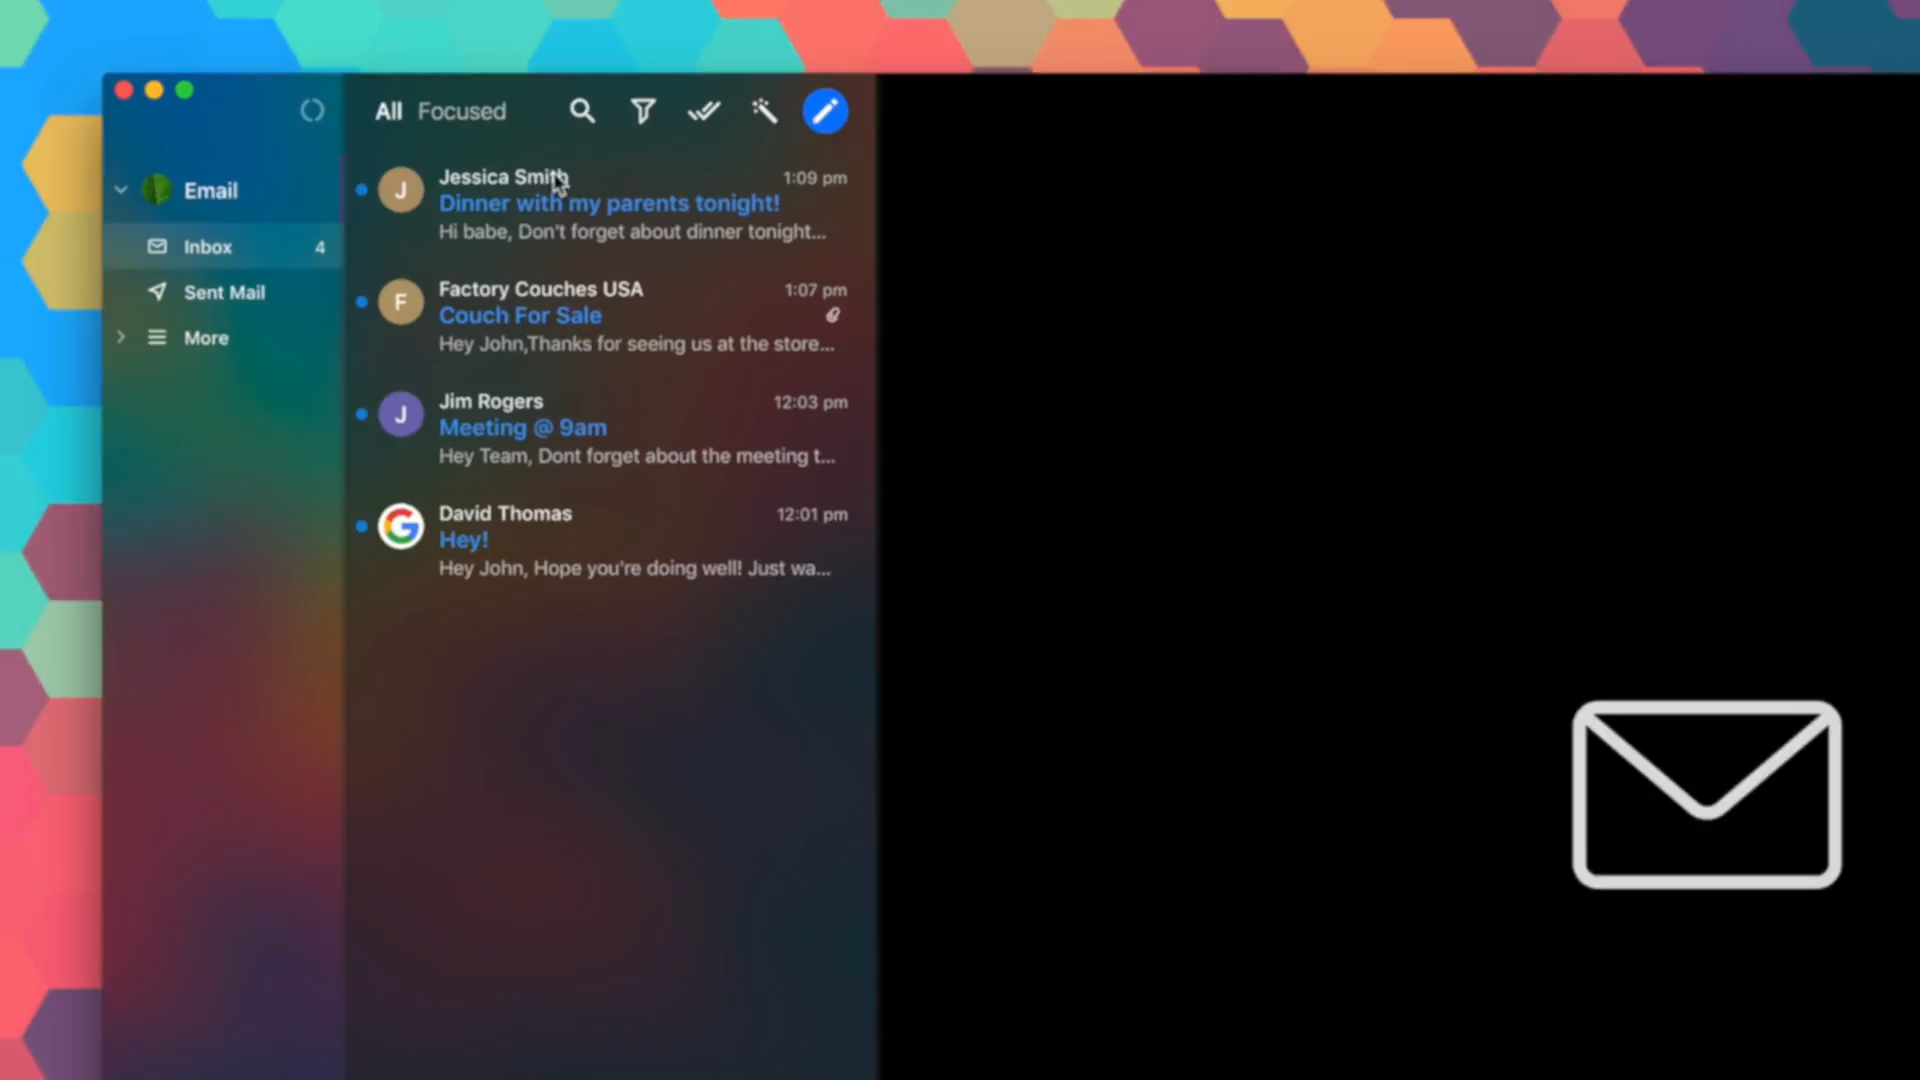 All Focused
Email
Inbox 4
Sent Mail
More
J
Jessica Smith 1:09 pm
Dinner with my parents tonight!
Hi babe, Don't forget about dinner tonight...
F
Factory Couches USA 1:07 pm
Couch For Sale
Hey John,Thanks for seeing us at the store...
J
Jim Rogers 12:03 pm
Meeting @ 9am
Hey Team, Dont forget about the meeting t...
G
David Thomas 12:01 pm
Hey!
Hey John, Hope you're doing well! Just wa...